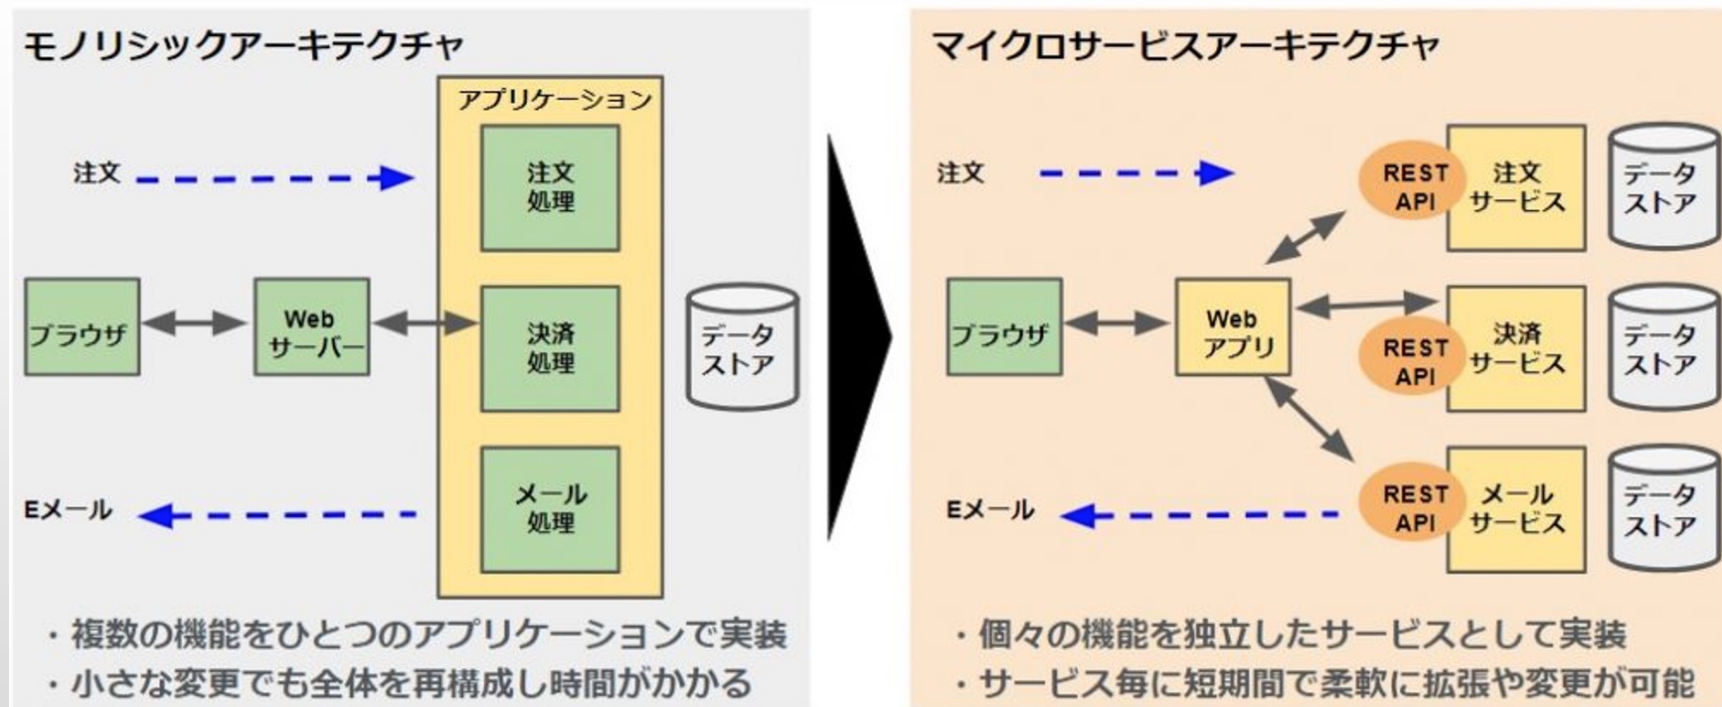 モノリシックアーキテクチャ
アプリケーション
注文
注文
処理
ブラウザ
Web
サーバー
決済
処理
データ
ストア
Eメール
メール
処理
・複数の機能をひとつのアプリケーションで実装
・小さな変更でも全体を再構成し時間がかかる
マイクロサービスアーキテクチャ
注文
REST
API
注文
サービス
データ
ストア
ブラウザ
Web
アプリ
REST
API
決済
サービス
データ
ストア
Eメール
REST
API
メール
サービス
データ
ストア
・個々の機能を独立したサービスとして実装
・サービス毎に短期間で柔軟に拡張や変更が可能